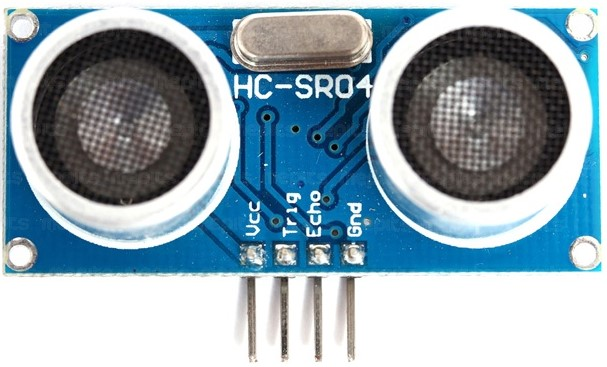 HC-SR04
Vcc
Trig
Echo
Gnd